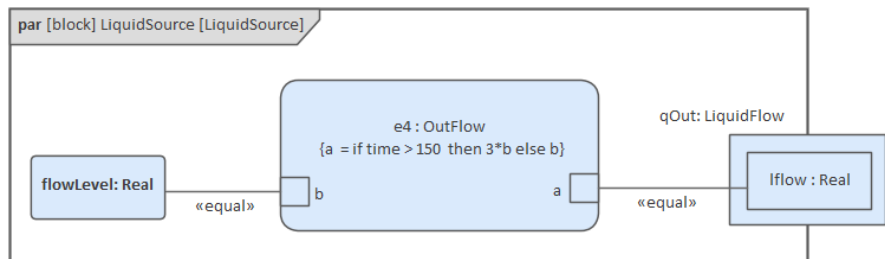 par [block] LiquidSource [LiquidSource]
qOut: LiquidFlow
e4 : OutFlow
{a = if time > 150 then 3*b else b}
flowLevel: Real
«equal»
b
a
«equal»
lflow : Real